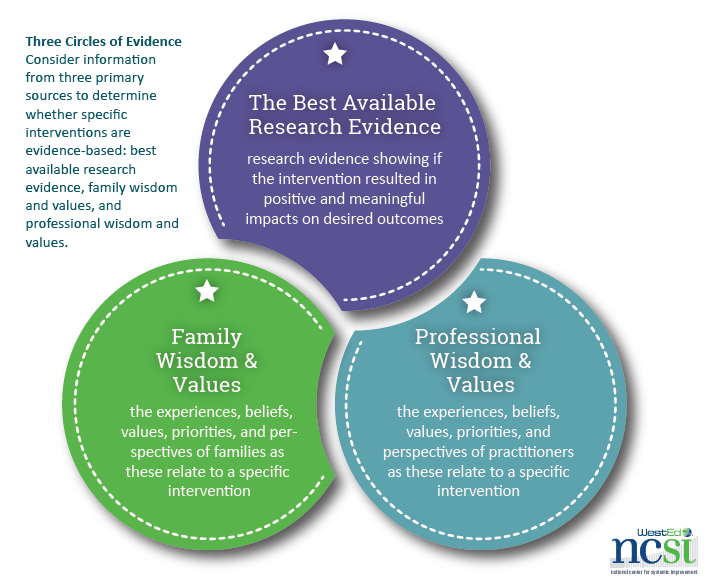 Three Circles of Evidence
Consider information
from three primary
sources to determine
whether specific
interventions are
evidence-based: best
available research
evidence, family wisdom
and values, and
professional wisdom and
values.
The Best Available
Research Evidence
research evidence showing if
the intervention resulted in
positive and meaningful
impacts on desired outcomes
Family
Wisdom &
Values
the experiences, beliefs,
values, priorities, and per-
spectives of families as
these relate to a specific
intervention
Professional
Wisdom &
Values
the experiences, beliefs,
values, priorities, and
perspectives of practitioners
as these relate to a specific
intervention
WestEd
ncsi
national center for systemic improvement